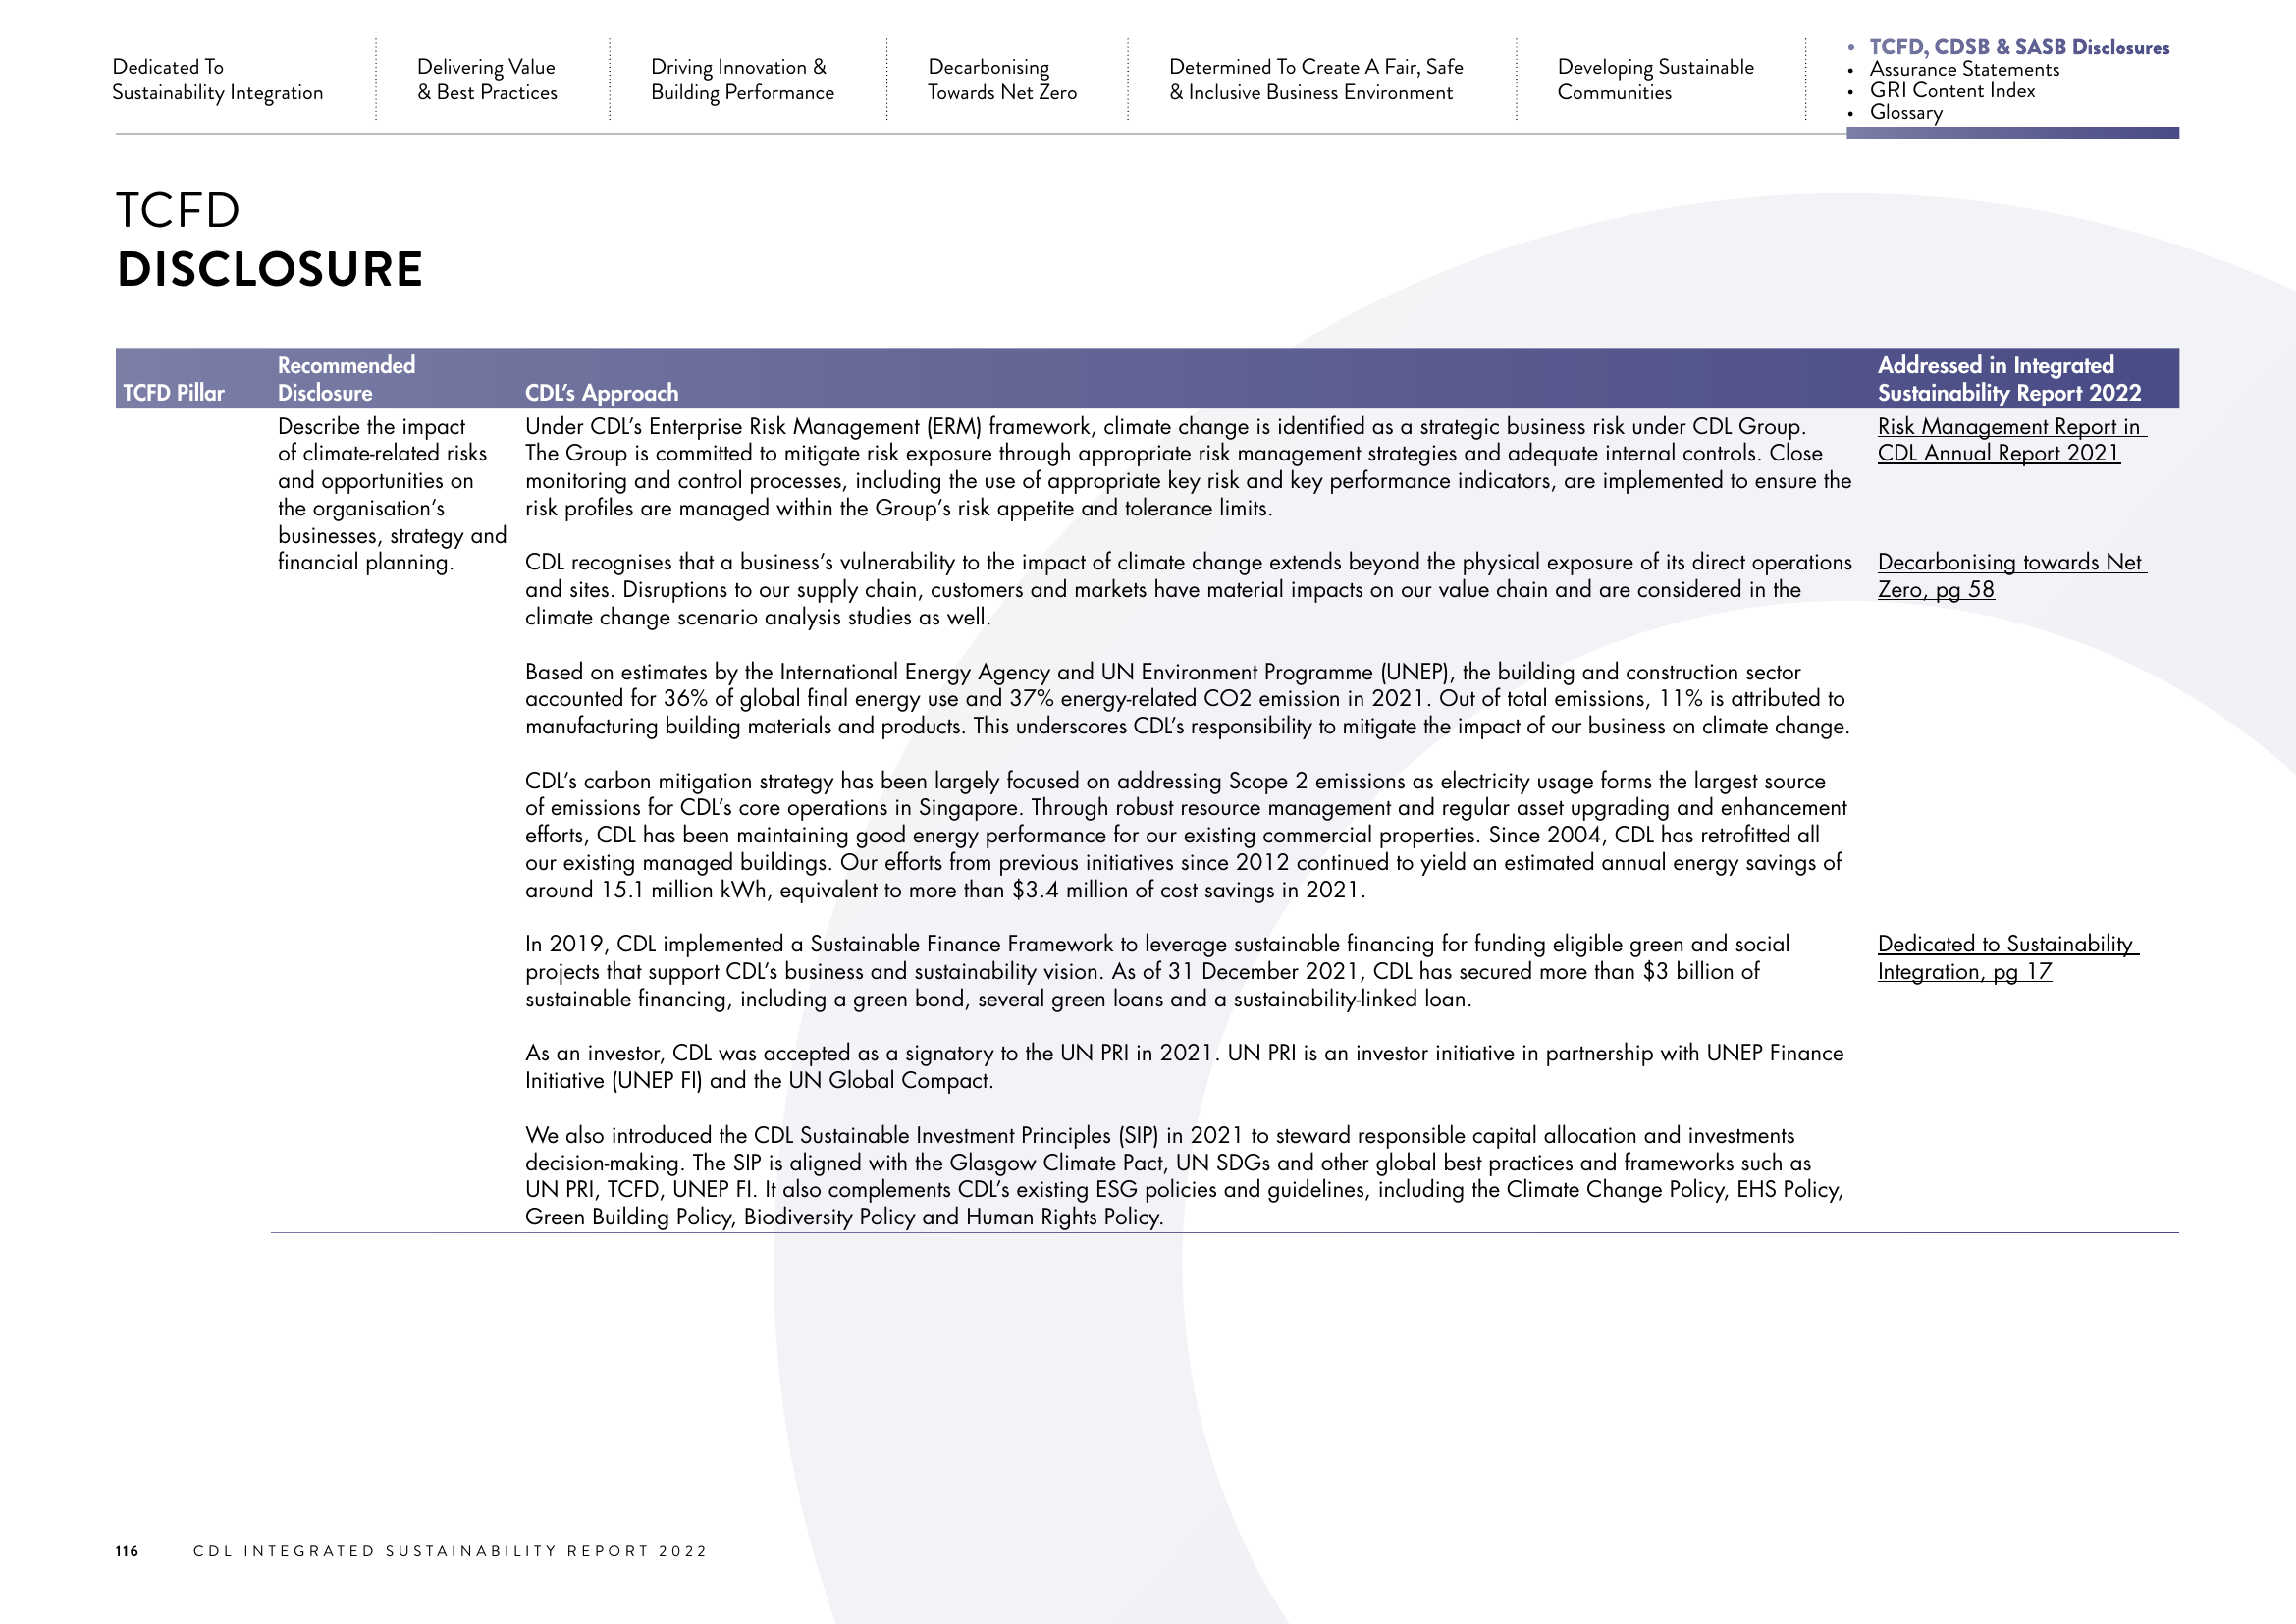 Dedicated To
Sustainability Integration
Delivering Value
& Best Practices
Driving Innovation &
Building Performance
Decarbonising
Towards Net Zero
Determined To Create A Fair, Safe
& Inclusive Business Environment
Developing Sustainable
Communities
• TCFD, CDSB & SASB Disclosures
• Assurance Statements
• GRI Content Index
• Glossary
TCFD
DISCLOSURE
TCFD Pillar
Recommended
Disclosure
CDL's Approach
Addressed in Integrated
Sustainability Report 2022
Describe the impact
of climate-related risks
and opportunities on
the organisation's
businesses, strategy and
financial planning.
Under CDL's Enterprise Risk Management (ERM) framework, climate change is identified as a strategic business risk under CDL Group.
The Group is committed to mitigate risk exposure through appropriate risk management strategies and adequate internal controls. Close
monitoring and control processes, including the use of appropriate key risk and key performance indicators, are implemented to ensure the
risk profiles are managed within the Group's risk appetite and tolerance limits.
Risk Management Report in
CDL Annual Report 2021
CDL recognises that a business's vulnerability to the impact of climate change extends beyond the physical exposure of its direct operations
and sites. Disruptions to our supply chain, customers and markets have material impacts on our value chain and are considered in the
climate change scenario analysis studies as well.
Decarbonising towards Net
Zero, pg 58
Based on estimates by the International Energy Agency and UN Environment Programme (UNEP), the building and construction sector
accounted for 36% of global final energy use and 37% energy-related CO2 emission in 2021. Out of total emissions, 11% is attributed to
manufacturing building materials and products. This underscores CDL's responsibility to mitigate the impact of our business on climate change.
CDL's carbon mitigation strategy has been largely focused on addressing Scope 2 emissions as electricity usage forms the largest source
of emissions for CDL's core operations in Singapore. Through robust resource management and regular asset upgrading and enhancement
efforts, CDL has been maintaining good energy performance for our existing commercial properties. Since 2004, CDL has retrofitted all
our existing managed buildings. Our efforts from previous initiatives since 2012 continued to yield an estimated annual energy savings of
around 15.1 million kWh, equivalent to more than $3.4 million of cost savings in 2021.
In 2019, CDL implemented a Sustainable Finance Framework to leverage sustainable financing for funding eligible green and social
projects that support CDL's business and sustainability vision. As of 31 December 2021, CDL has secured more than $3 billion of
sustainable financing, including a green bond, several green loans and a sustainability-linked loan.
Dedicated to Sustainability
Integration, pg 17
As an investor, CDL was accepted as a signatory to the UN PRI in 2021. UN PRI is an investor initiative in partnership with UNEP Finance
Initiative (UNEP FI) and the UN Global Compact.
We also introduced the CDL Sustainable Investment Principles (SIP) in 2021 to steward responsible capital allocation and investments
decision-making. The SIP is aligned with the Glasgow Climate Pact, UN SDGs and other global best practices and frameworks such as
UN PRI, TCFD, UNEP FI. It also complements CDL's existing ESG policies and guidelines, including the Climate Change Policy, EHS Policy,
Green Building Policy, Biodiversity Policy and Human Rights Policy.
116 CDL INTEGRATED SUSTAINABILITY REPORT 2022